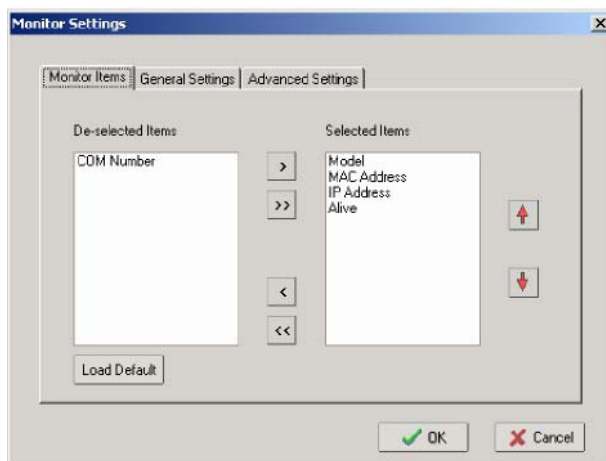 Monitor Settings
Monitor Items General Settings Advanced Settings
De-selected Items
COM Number
>
>>
<
<<
Load Default
Selected Items
Model
MAC Address
IP Address
Alive
OK Cancel